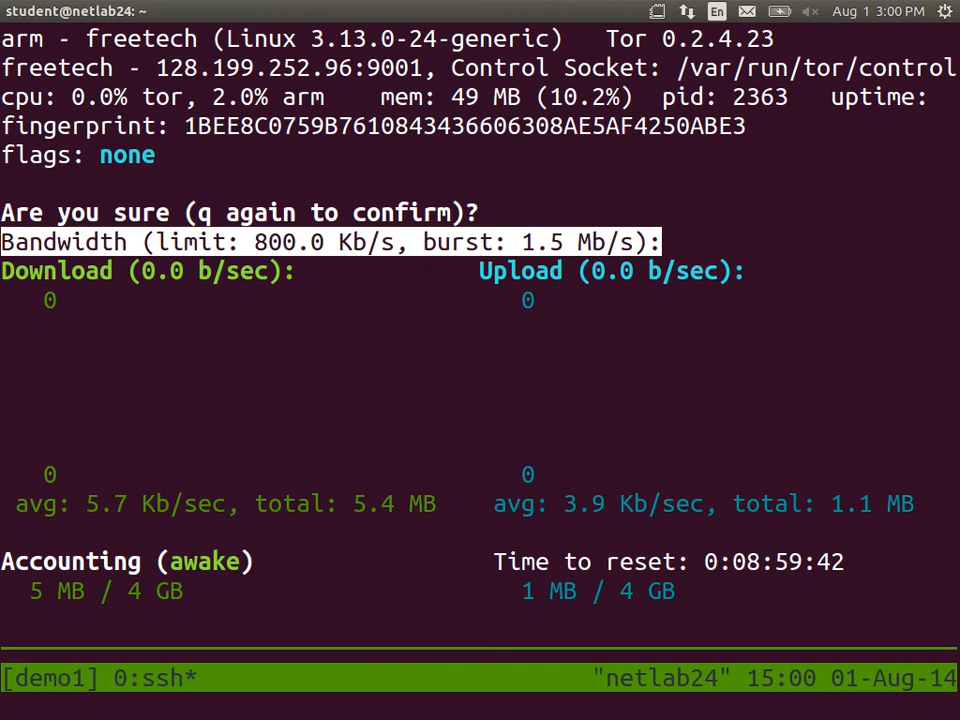 student@netlab24: ~ En Aug 1 3:00 PM
arm - freetech (Linux 3.13.0-24-generic) Tor 0.2.4.23
freetech - 128.199.252.96:9001, Control Socket: /var/run/tor/control
cpu: 0.0% tor, 2.0% arm mem: 49 MB (10.2%) pid: 2363 uptime:
fingerprint: 1BEE8C0759B7610843436606308AE5AF4250ABE3
flags: none
Are you sure (q again to confirm)?
Bandwidth (limit: 800.0 Kb/s, burst: 1.5 Mb/s):
Download (0.0 b/sec): Upload (0.0 b/sec):
0 0
0 0
avg: 5.7 Kb/sec, total: 5.4 MB avg: 3.9 Kb/sec, total: 1.1 MB
Accounting (awake) Time to reset: 0:08:59:42
5 MB / 4 GB 1 MB / 4 GB
[demo1] 0:ssh* "netlab24" 15:00 01-Aug-14